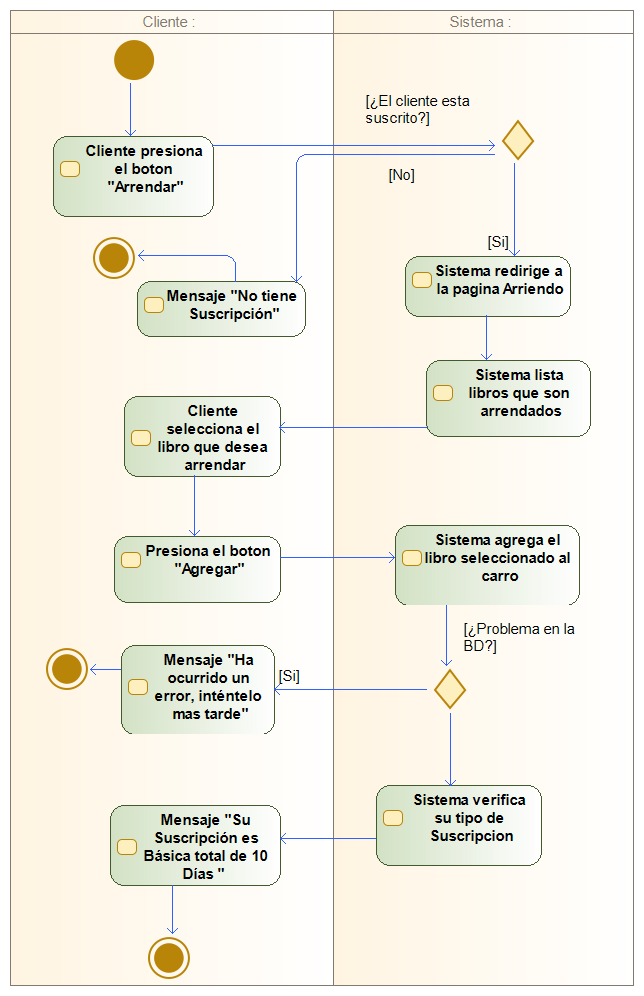 Cliente :
Sistema :
[¿El cliente esta
suscrito?]
Cliente presiona
el boton
"Arrendar"
[No]
[Si]
Mensaje "No tiene
Suscripción"
Sistema redirige a
la pagina Arriendo
Sistema lista
libros que son
arrendados
Cliente
selecciona el
libro que desea
arrendar
Presiona el boton
"Agregar"
Sistema agrega el
libro seleccionado al
carro
[¿Problema en la
BD?]
Mensaje "Ha
ocurrido un
error, inténtelo
mas tarde"
[Si]
Sistema verifica
su tipo de
Suscripcion
Mensaje "Su
Suscripción es
Básica total de 10
Días "